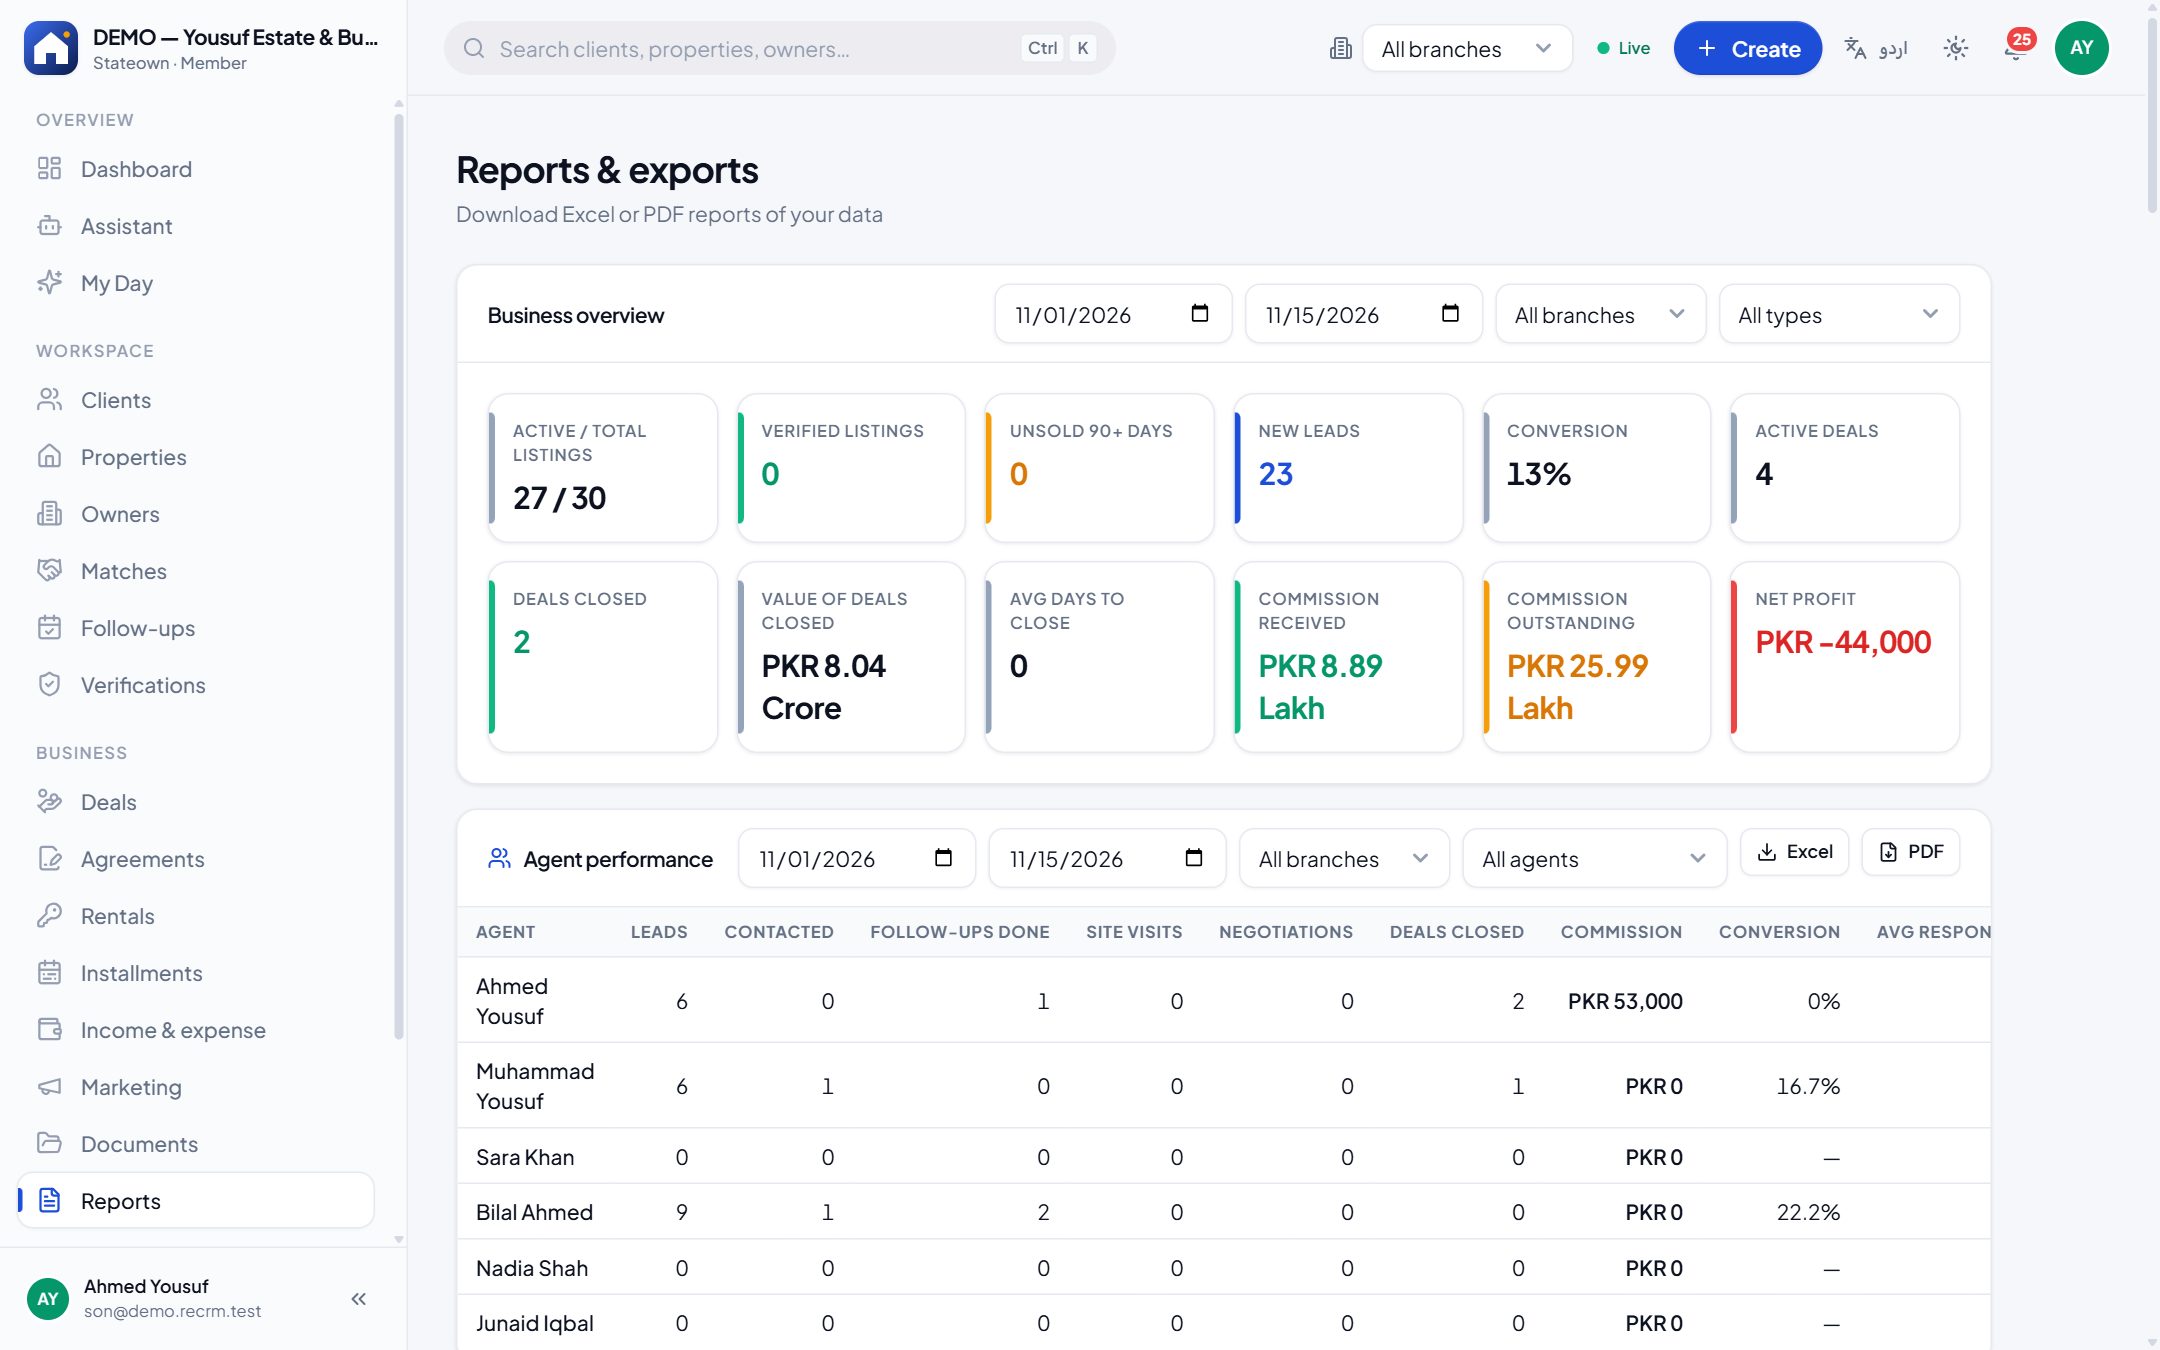 DEMO — Yousuf Estate & Bu...
Stateown · Member
Search clients, properties, owners...
Ctrl K
All branches
Live
+ Create
اردو
25
AY
OVERVIEW
Dashboard
Assistant
My Day
WORKSPACE
Clients
Properties
Owners
Matches
Follow-ups
Verifications
BUSINESS
Deals
Agreements
Rentals
Installments
Income & expense
Marketing
Documents
Reports
AY
Ahmed Yousuf
son@demo.recrm.test
Reports & exports
Download Excel or PDF reports of your data
Business overview
11/01/2026
11/15/2026
All branches
All types
ACTIVE / TOTAL
LISTINGS
27 / 30
VERIFIED LISTINGS
0
UNSOLD 90+ DAYS
0
NEW LEADS
23
CONVERSION
13%
ACTIVE DEALS
4
DEALS CLOSED
2
VALUE OF DEALS
CLOSED
PKR 8.04
Crore
AVG DAYS TO
CLOSE
0
COMMISSION
RECEIVED
PKR 8.89
Lakh
COMMISSION
OUTSTANDING
PKR 25.99
Lakh
NET PROFIT
PKR -44,000
Agent performance
11/01/2026
11/15/2026
All branches
All agents
Excel
PDF
AGENT LEADS CONTACTED FOLLOW-UPS DONE SITE VISITS NEGOTIATIONS DEALS CLOSED COMMISSION CONVERSION AVG RESPON
Ahmed
Yousuf
6 0 1 0 0 2 PKR 53,000 0%
Muhammad
Yousuf
6 1 0 0 0 1 PKR 0 16.7%
Sara Khan 0 0 0 0 0 0 PKR 0 —
Bilal Ahmed 9 1 2 0 0 0 PKR 0 22.2%
Nadia Shah 0 0 0 0 0 0 PKR 0 —
Junaid Iqbal 0 0 0 0 0 0 PKR 0 —